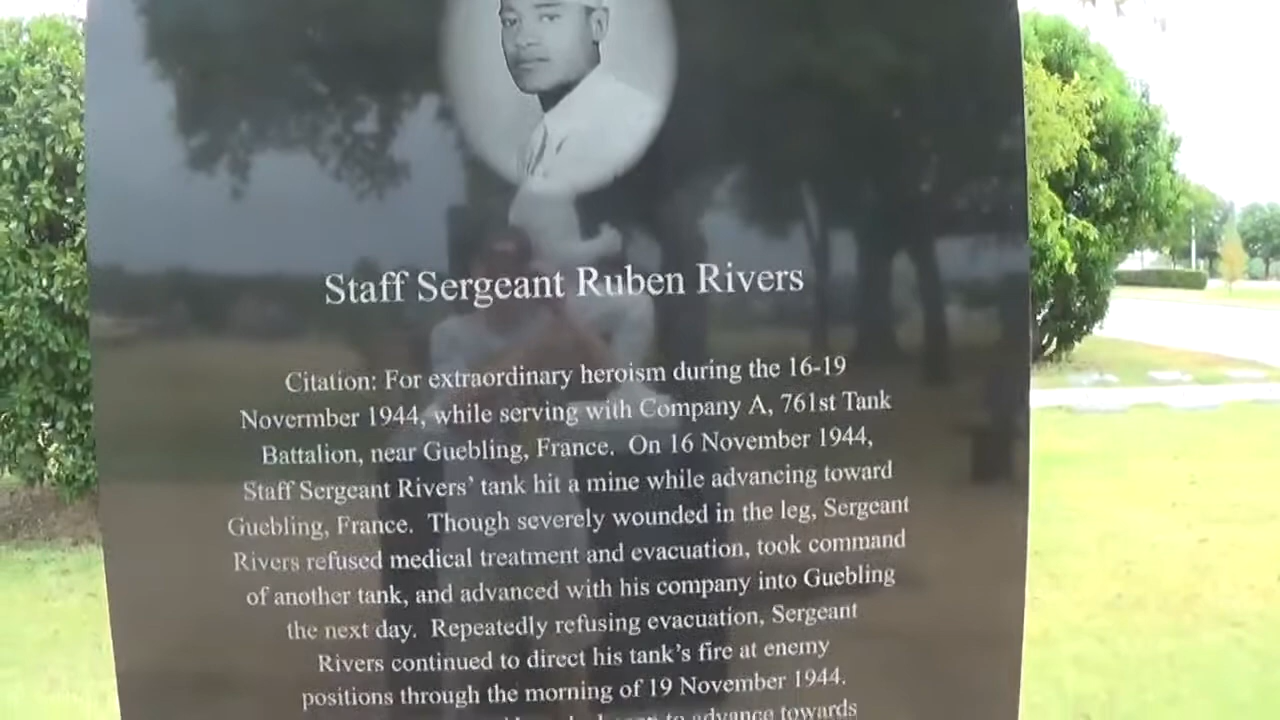 Staff Sergeant Ruben Rivers
Citation: For extraordinary heroism during the 16-19
Novermber 1944, while serving with Company A, 761st Tank
Battalion, near Guebling, France. On 16 November 1944,
Staff Sergeant Rivers' tank hit a mine while advancing toward
Guebling, France. Though severely wounded in the leg, Sergeant
Rivers refused medical treatment and evacuation, took command
of another tank, and advanced with his company into Guebling
the next day. Repeatedly refusing evacuation, Sergeant
Rivers continued to direct his tank's fire at enemy
positions through the morning of 19 November 1944.
to advance towards